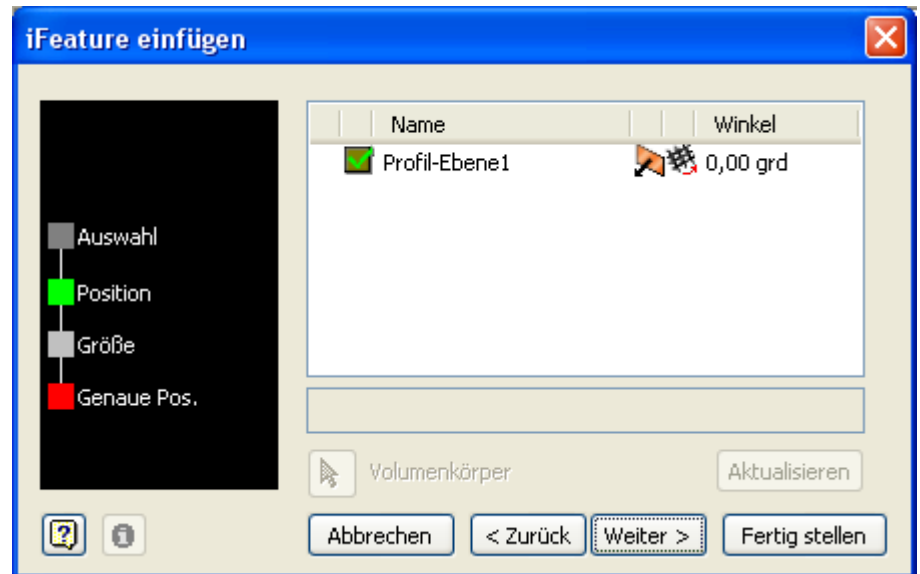 iFeature einfügen
Name Winkel
Profil-Ebene1 0,00 grd
Auswahl
Position
Größe
Genaue Pos.
Volumenkörper Aktualisieren
Abbrechen < Zurück Weiter > Fertig stellen